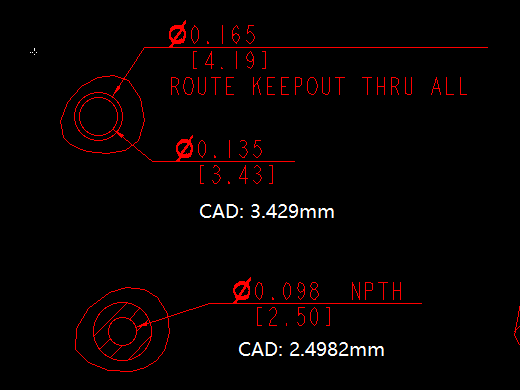 Ø0.165
[4.19]
ROUTE KEEPOUT THRU ALL
Ø0.135
[3.43]
CAD: 3.429mm
Ø0.098 NPTH
[2.50]
CAD: 2.4982mm